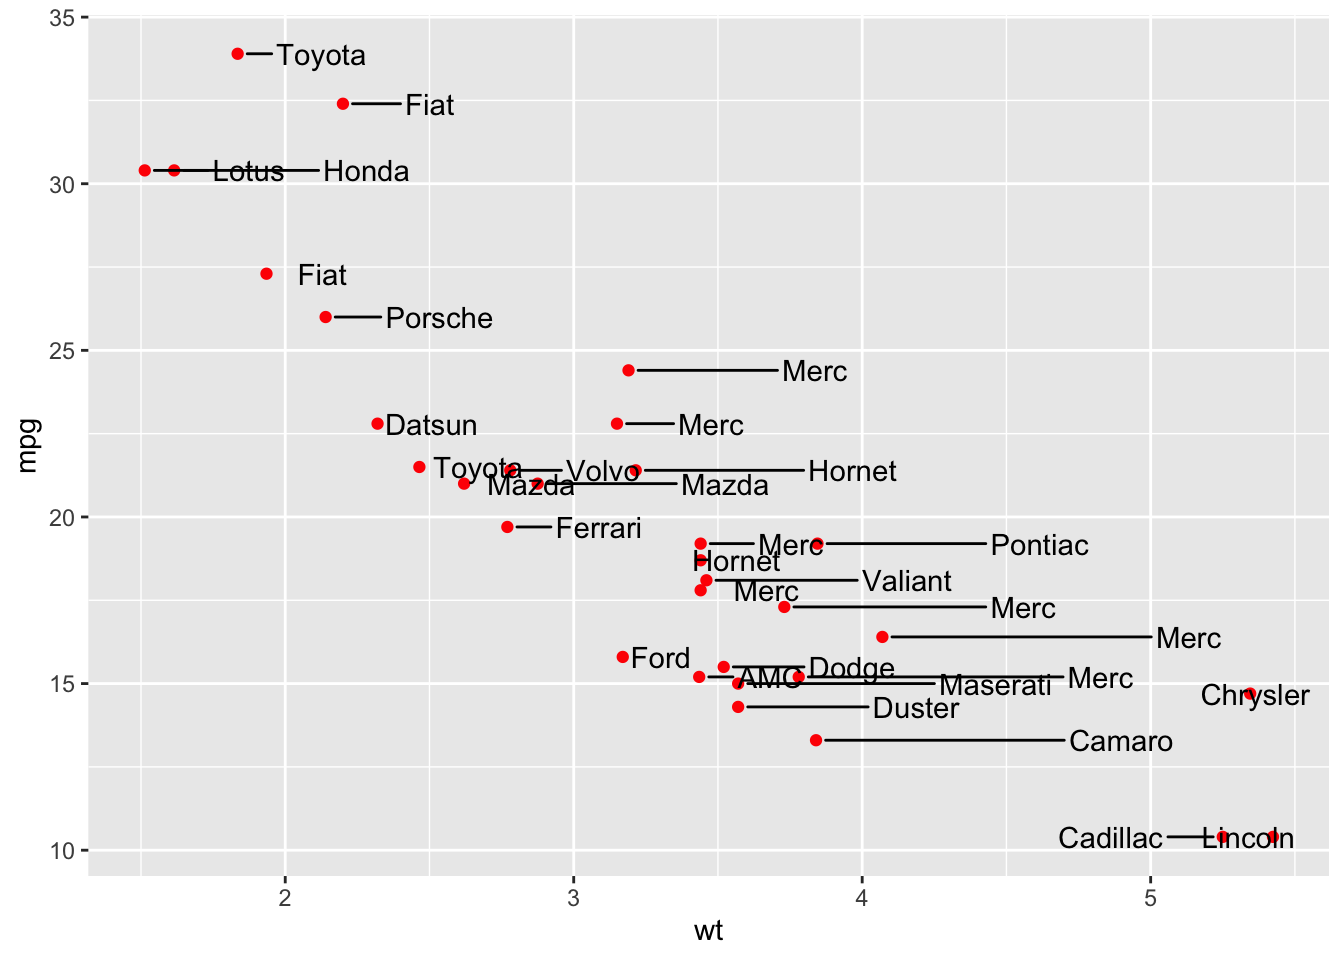 35
Toyota
Fiat
Lotus Honda
30
Fiat
Porsche
25
Merc
Datsun
Merc
Toyota Volvo Hornet
Mazda Mazda
20
Ferrari
Merc Pontiac
Hornet
Valiant
Merc
Merc
Merc
Ford
Dodge
AMC Merc
15
Maserati
Chrysler
Duster
Camaro
10
Cadillac Lincoln
2 3 4 5
wt
mpg